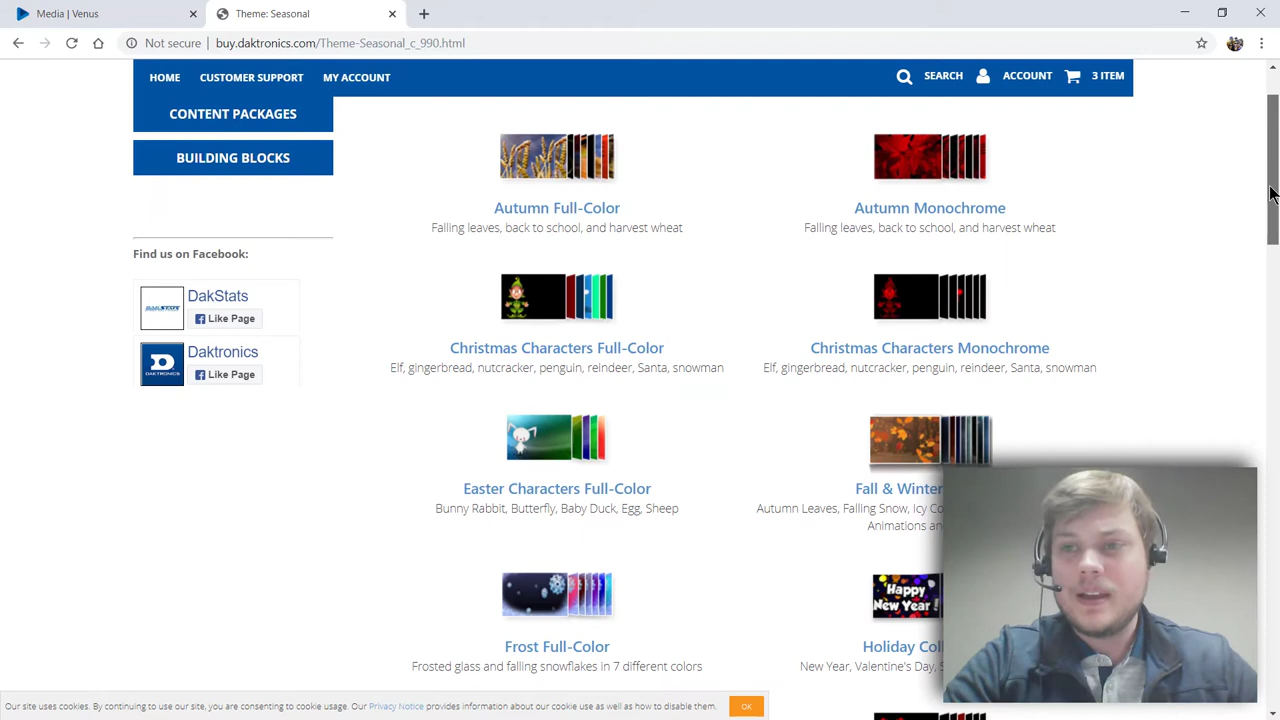 Media | Venus
Theme: Seasonal
Not secure
buy.daktronics.com/Theme-Seasonal_c_990.html
HOME
CUSTOMER SUPPORT
MY ACCOUNT
SEARCH
ACCOUNT
3 ITEM
CONTENT PACKAGES
BUILDING BLOCKS
Find us on Facebook:
DAKSTATS
DakStats
Like Page
DAKTRONICS
Daktronics
Like Page
Autumn Full-Color
Falling leaves, back to school, and harvest wheat
Autumn Monochrome
Falling leaves, back to school, and harvest wheat
Christmas Characters Full-Color
Elf, gingerbread, nutcracker, penguin, reindeer, Santa, snowman
Christmas Characters Monochrome
Elf, gingerbread, nutcracker, penguin, reindeer, Santa, snowman
Easter Characters Full-Color
Bunny Rabbit, Butterfly, Baby Duck, Egg, Sheep
Fall & Winter
Autumn Leaves, Falling Snow, Icy
Animations
Frost Full-Color
Frosted glass and falling snowflakes in 7 different colors
Happy
New Year
Holiday
New Year, Valentine's Day,
Our site uses cookies. By continuing to use our site, you are consenting to cookie usage. Our Privacy Notice provides information about our cookie use as well as how to disable them.
OK